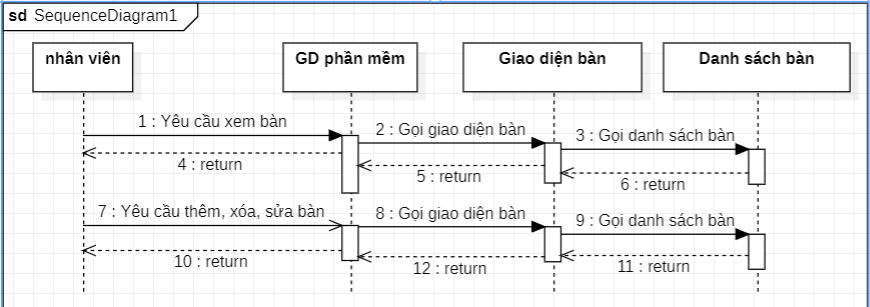 sd SequenceDiagram1
nhân viên
GD phần mềm
Giao diện bàn
Danh sách bàn
1 : Yêu cầu xem bàn
2 : Gọi giao diện bàn
3 : Gọi danh sách bàn
4 : return
5 : return
6 : return
7 : Yêu cầu thêm, xóa, sửa bàn
8 : Gọi giao diện bàn
9 : Gọi danh sách bàn
10 : return
12 : return
11 : return